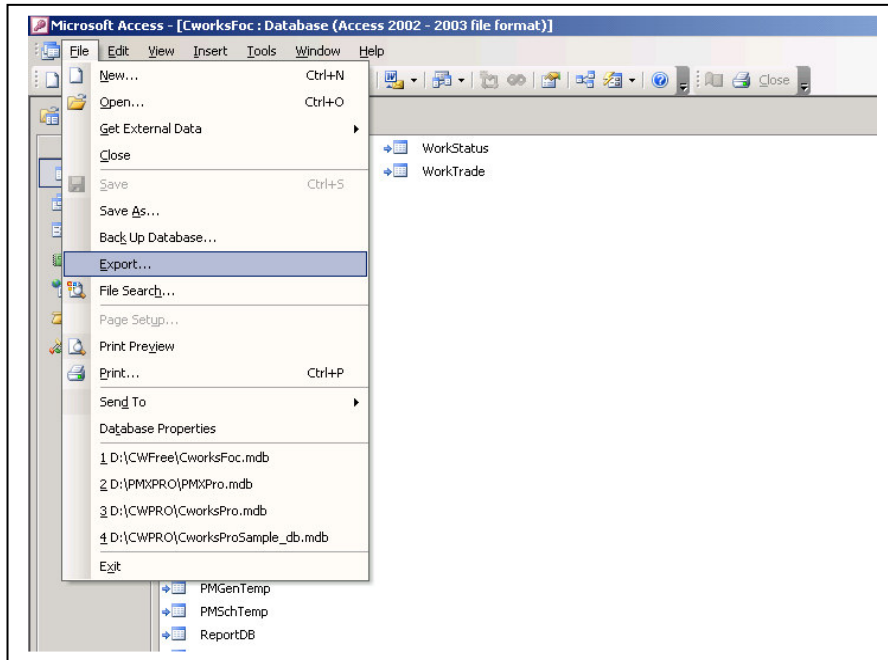 Microsoft Access - [CworksFoc : Database (Access 2002 - 2003 file format)]
File Edit View Insert Tools Window Help
New... Ctrl+N
Open... Ctrl+O
Close
Get External Data
Close
WorkStatus
WorkTrade
Save Ctrl+S
Save As...
Back Up Database...
Export...
File Search...
Page Setup...
Print Preview
Print... Ctrl+P
Send To
Database Properties
1 D:\CWFree\CworksFoc.mdb
2 D:\PMXPRO\PMXPro.mdb
3 D:\CWPRO\CworksPro.mdb
4 D:\CWPRO\CworksProSample_db.mdb
Exit
PMGenTemp
PMSchTemp
ReportDB